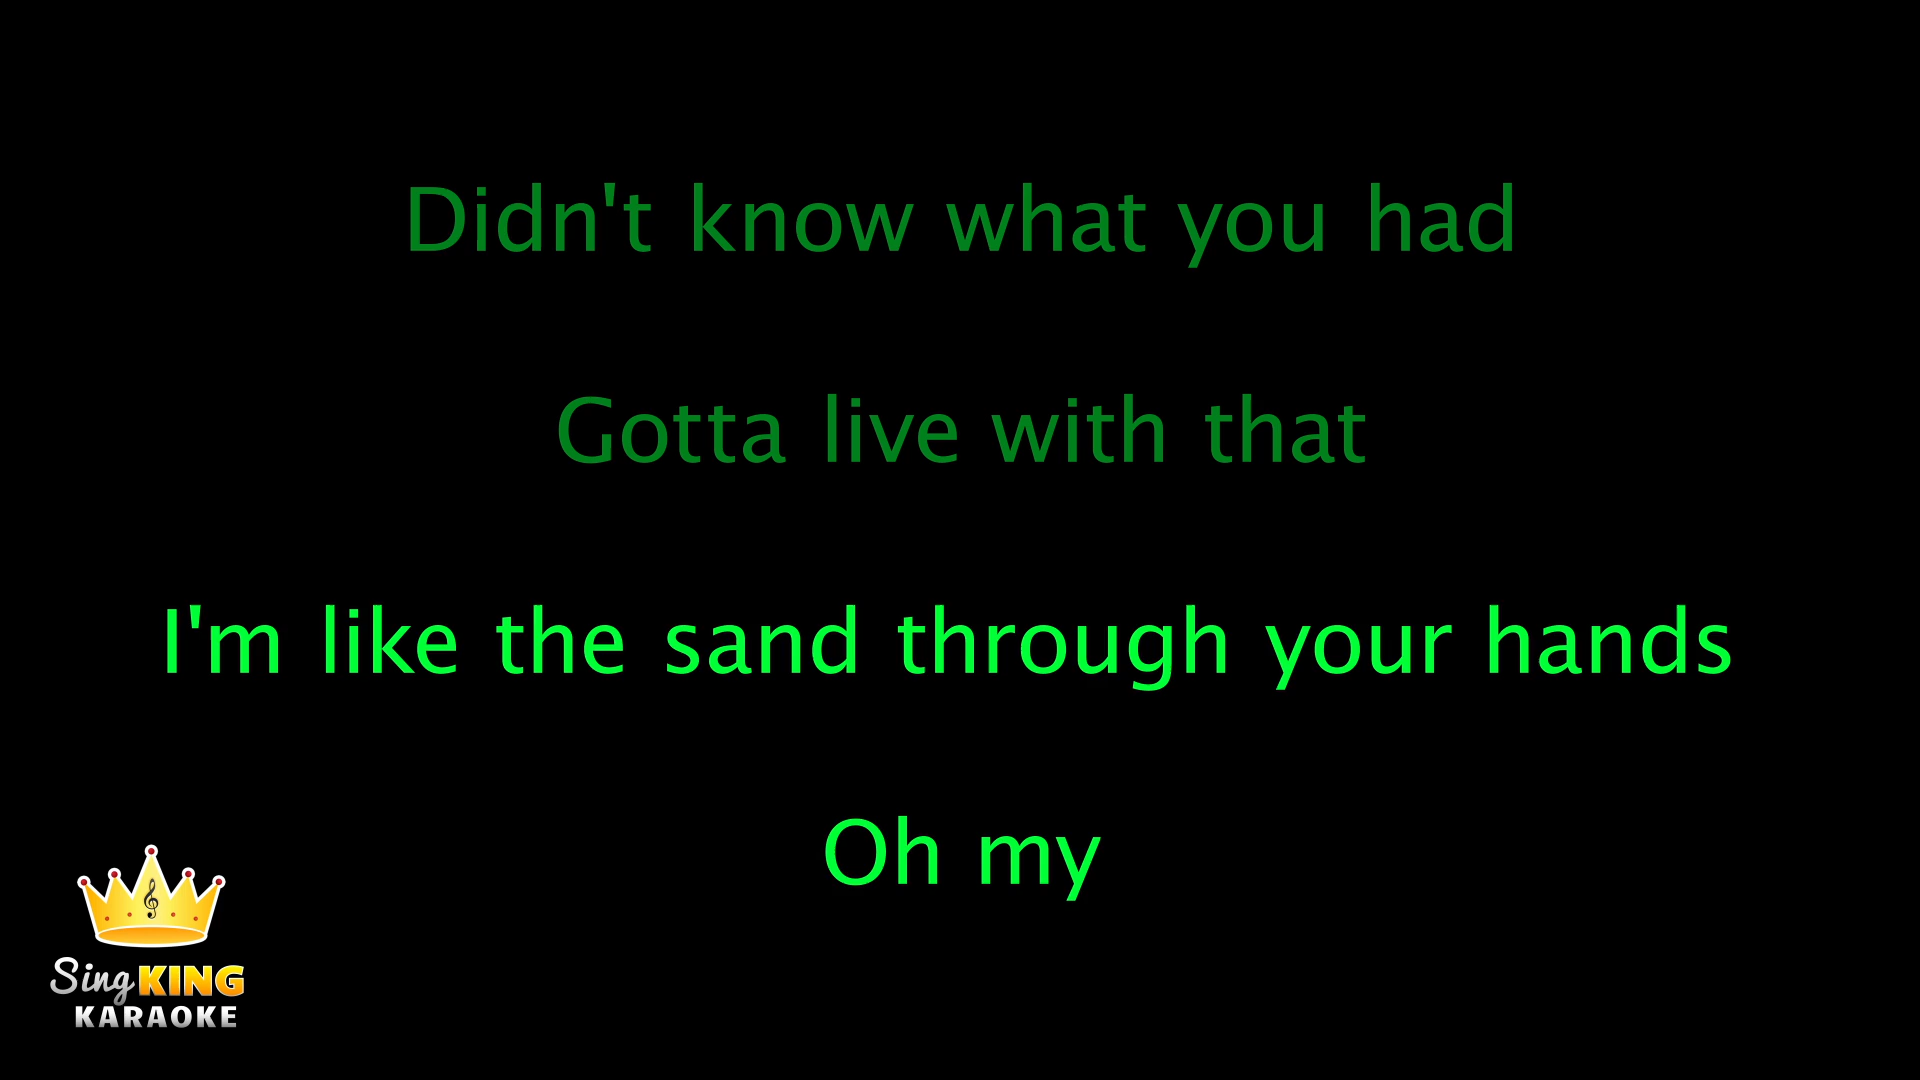 Didn't know what you had
Gotta live with that
I'm like the sand through your hands
Oh my
Sing KING
KARAOKE